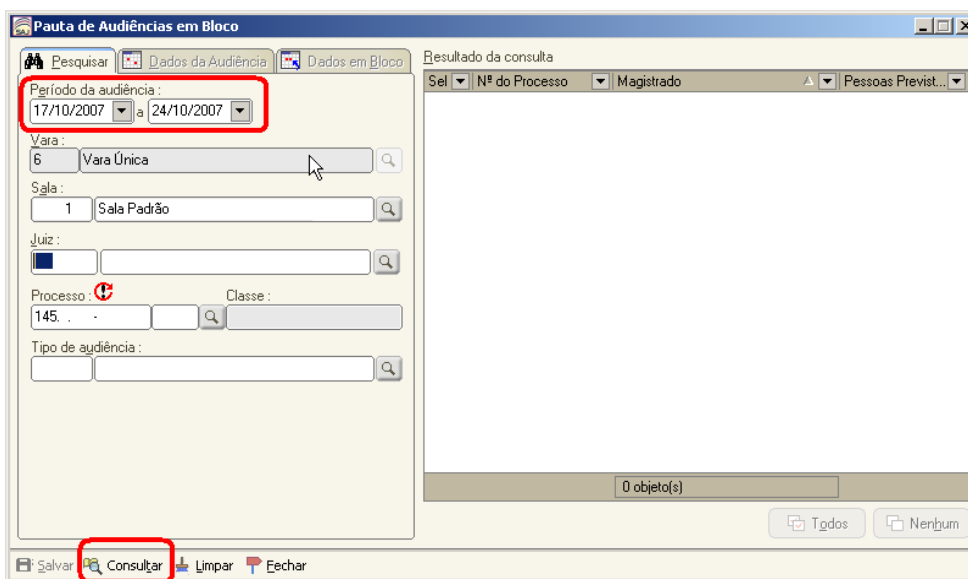 SAJ Pauta de Audiências em Bloco
Pesquisar Dados da Audiência Dados em Bloco
Período da audiência :
17/10/2007 a 24/10/2007
Vara :
6 Vara Única
Sala :
1 Sala Padrão
Juiz :
Processo : Classe :
145. . -
Tipo de audiência :
Resultado da consulta
Sel Nº do Processo Magistrado Pessoas Previst...
0 objeto(s)
Todos Nenhum
Salvar Consultar Limpar Fechar